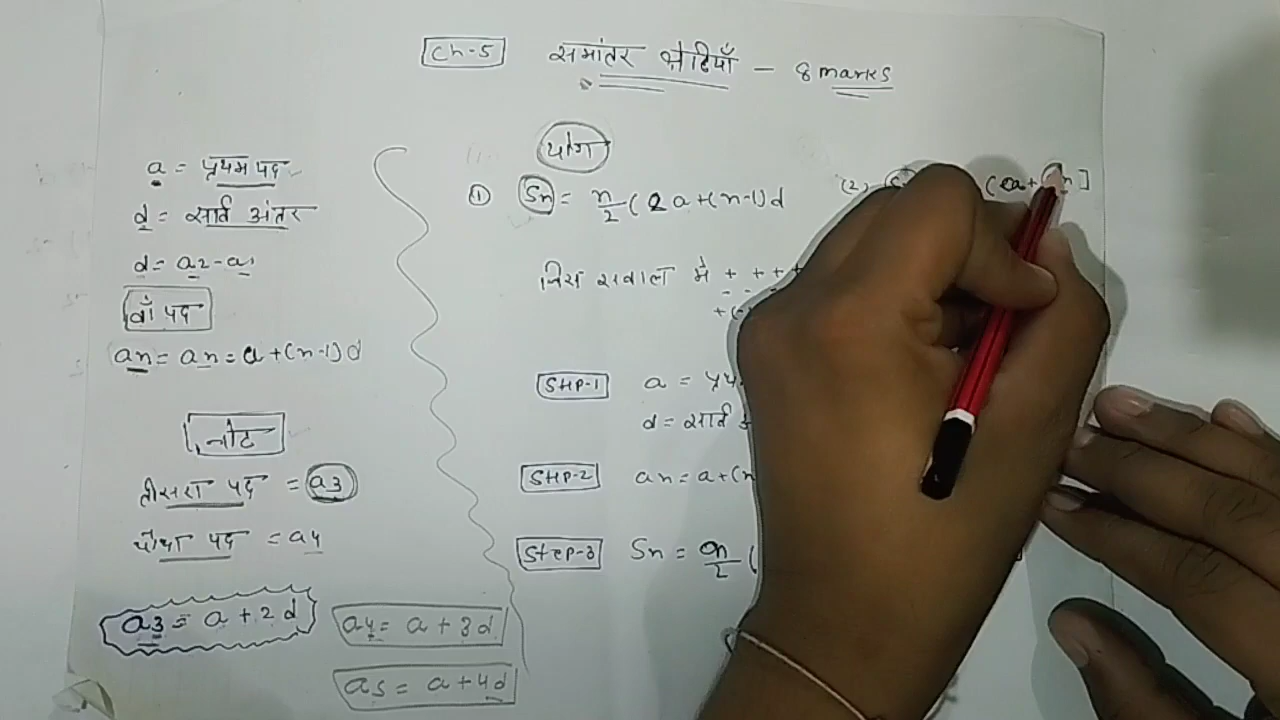 Ch-5 समांतर श्रेढियाँ - 8 marks
a = प्रथम पद
d = सार्व अंतर
d = a2 - a1
वाँ पद
an = an = a + (n-1) d
नोट
तीसरा पद = a3
चौथा पद = a4
a3 = a + 2d
a4 = a + 3d
a5 = a + 4d
योग
① Sn = n/2 ( 2a + (n-1) d
(2) (a +
जिस सवाल में + + + +
STEP-1 a =
d = सार्व
STEP-2 an = a + (n
Step-3 Sn = n/2 (